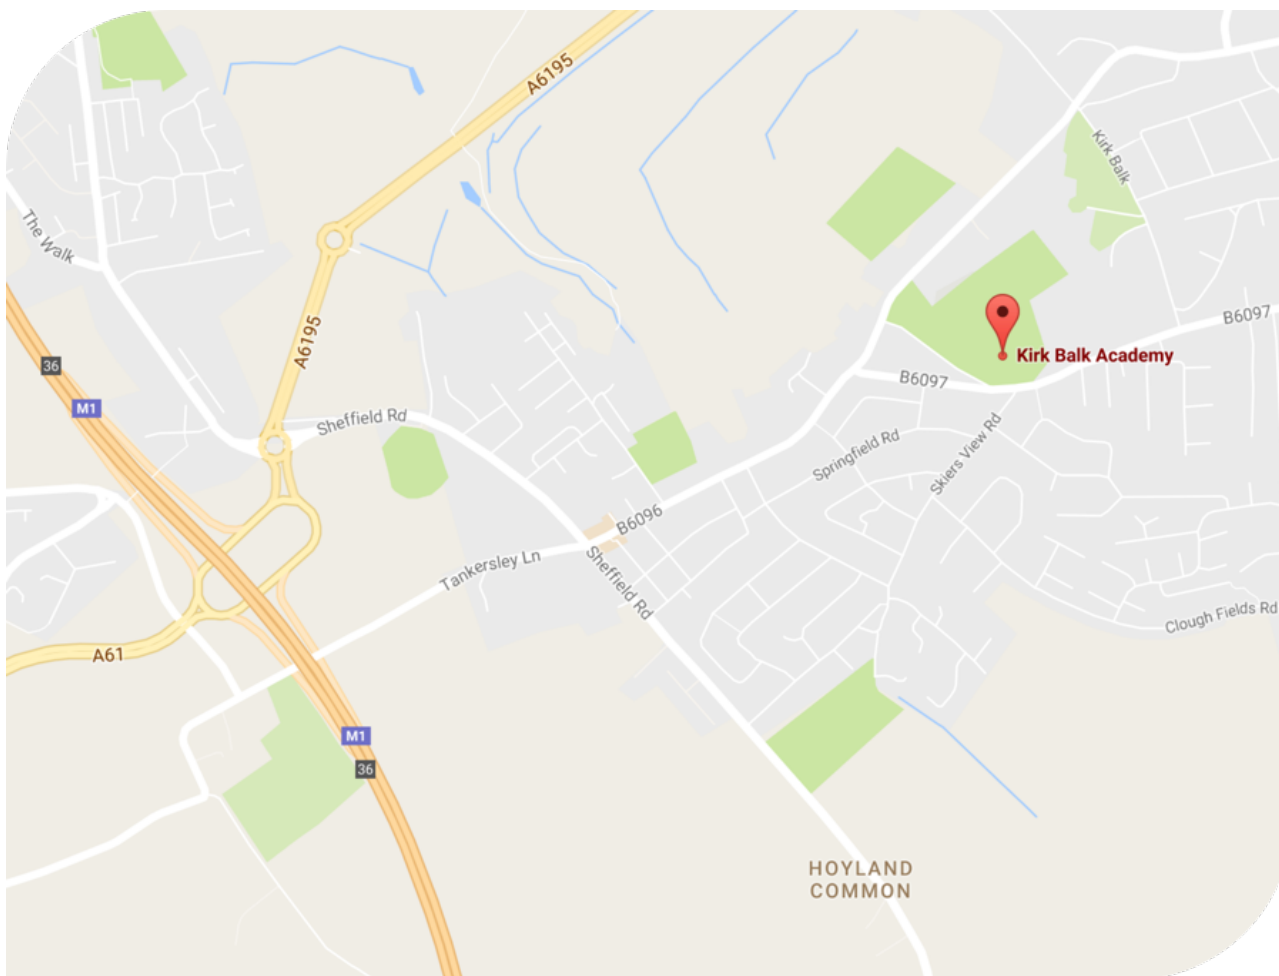 A6195
Kirk Balk
The Walk
B6097
A6195
36
Kirk Balk Academy
B6097
M1
Sheffield Rd
Springfield Rd
Skiers View Rd
B6096
Tankersley Ln
Sheffield Rd
Clough Fields Rd
A61
M1
36
HOYLAND
COMMON